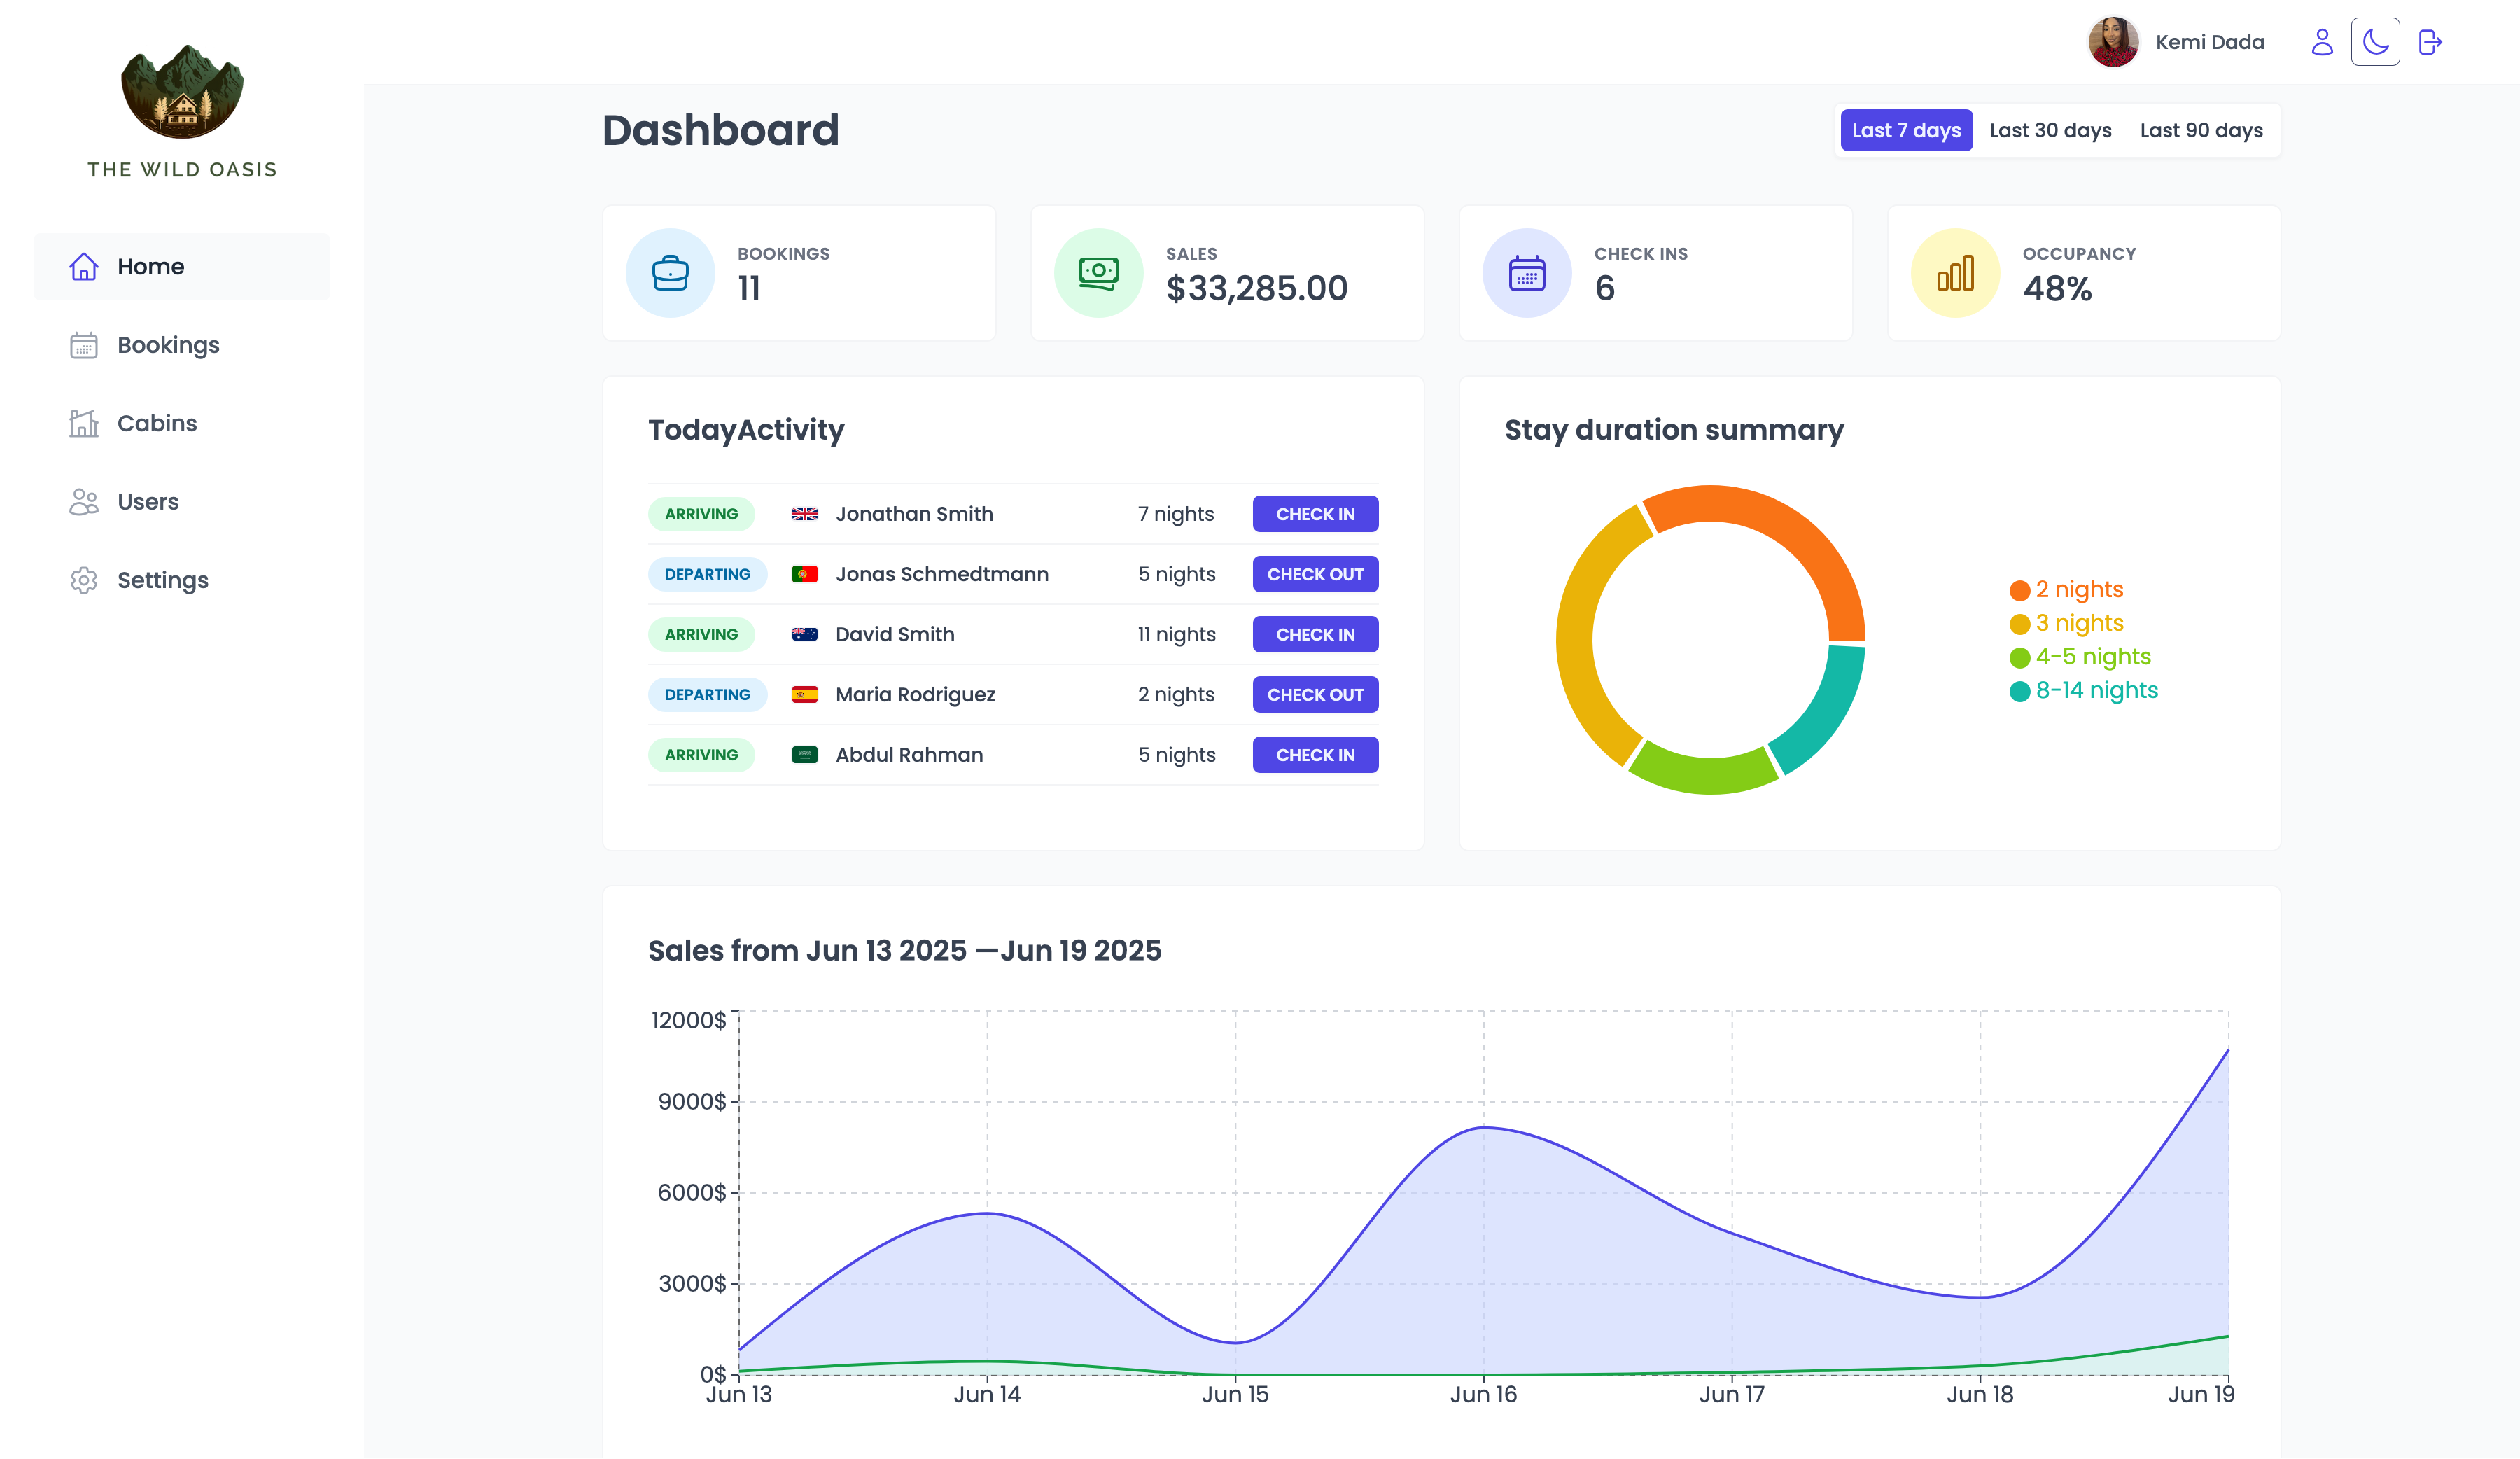 THE WILD OASIS
Kemi Dada
Home
Bookings
Cabins
Users
Settings
Dashboard
Last 7 days Last 30 days Last 90 days
BOOKINGS
11
SALES
$33,285.00
CHECK INS
6
OCCUPANCY
48%
TodayActivity
ARRIVING Jonathan Smith 7 nights CHECK IN
DEPARTING Jonas Schmedtmann 5 nights CHECK OUT
ARRIVING David Smith 11 nights CHECK IN
DEPARTING Maria Rodriguez 2 nights CHECK OUT
ARRIVING Abdul Rahman 5 nights CHECK IN
Stay duration summary
2 nights
3 nights
4-5 nights
8-14 nights
Sales from Jun 13 2025 —Jun 19 2025
12000$
9000$
6000$
3000$
0$
Jun 13 Jun 14 Jun 15 Jun 16 Jun 17 Jun 18 Jun 19